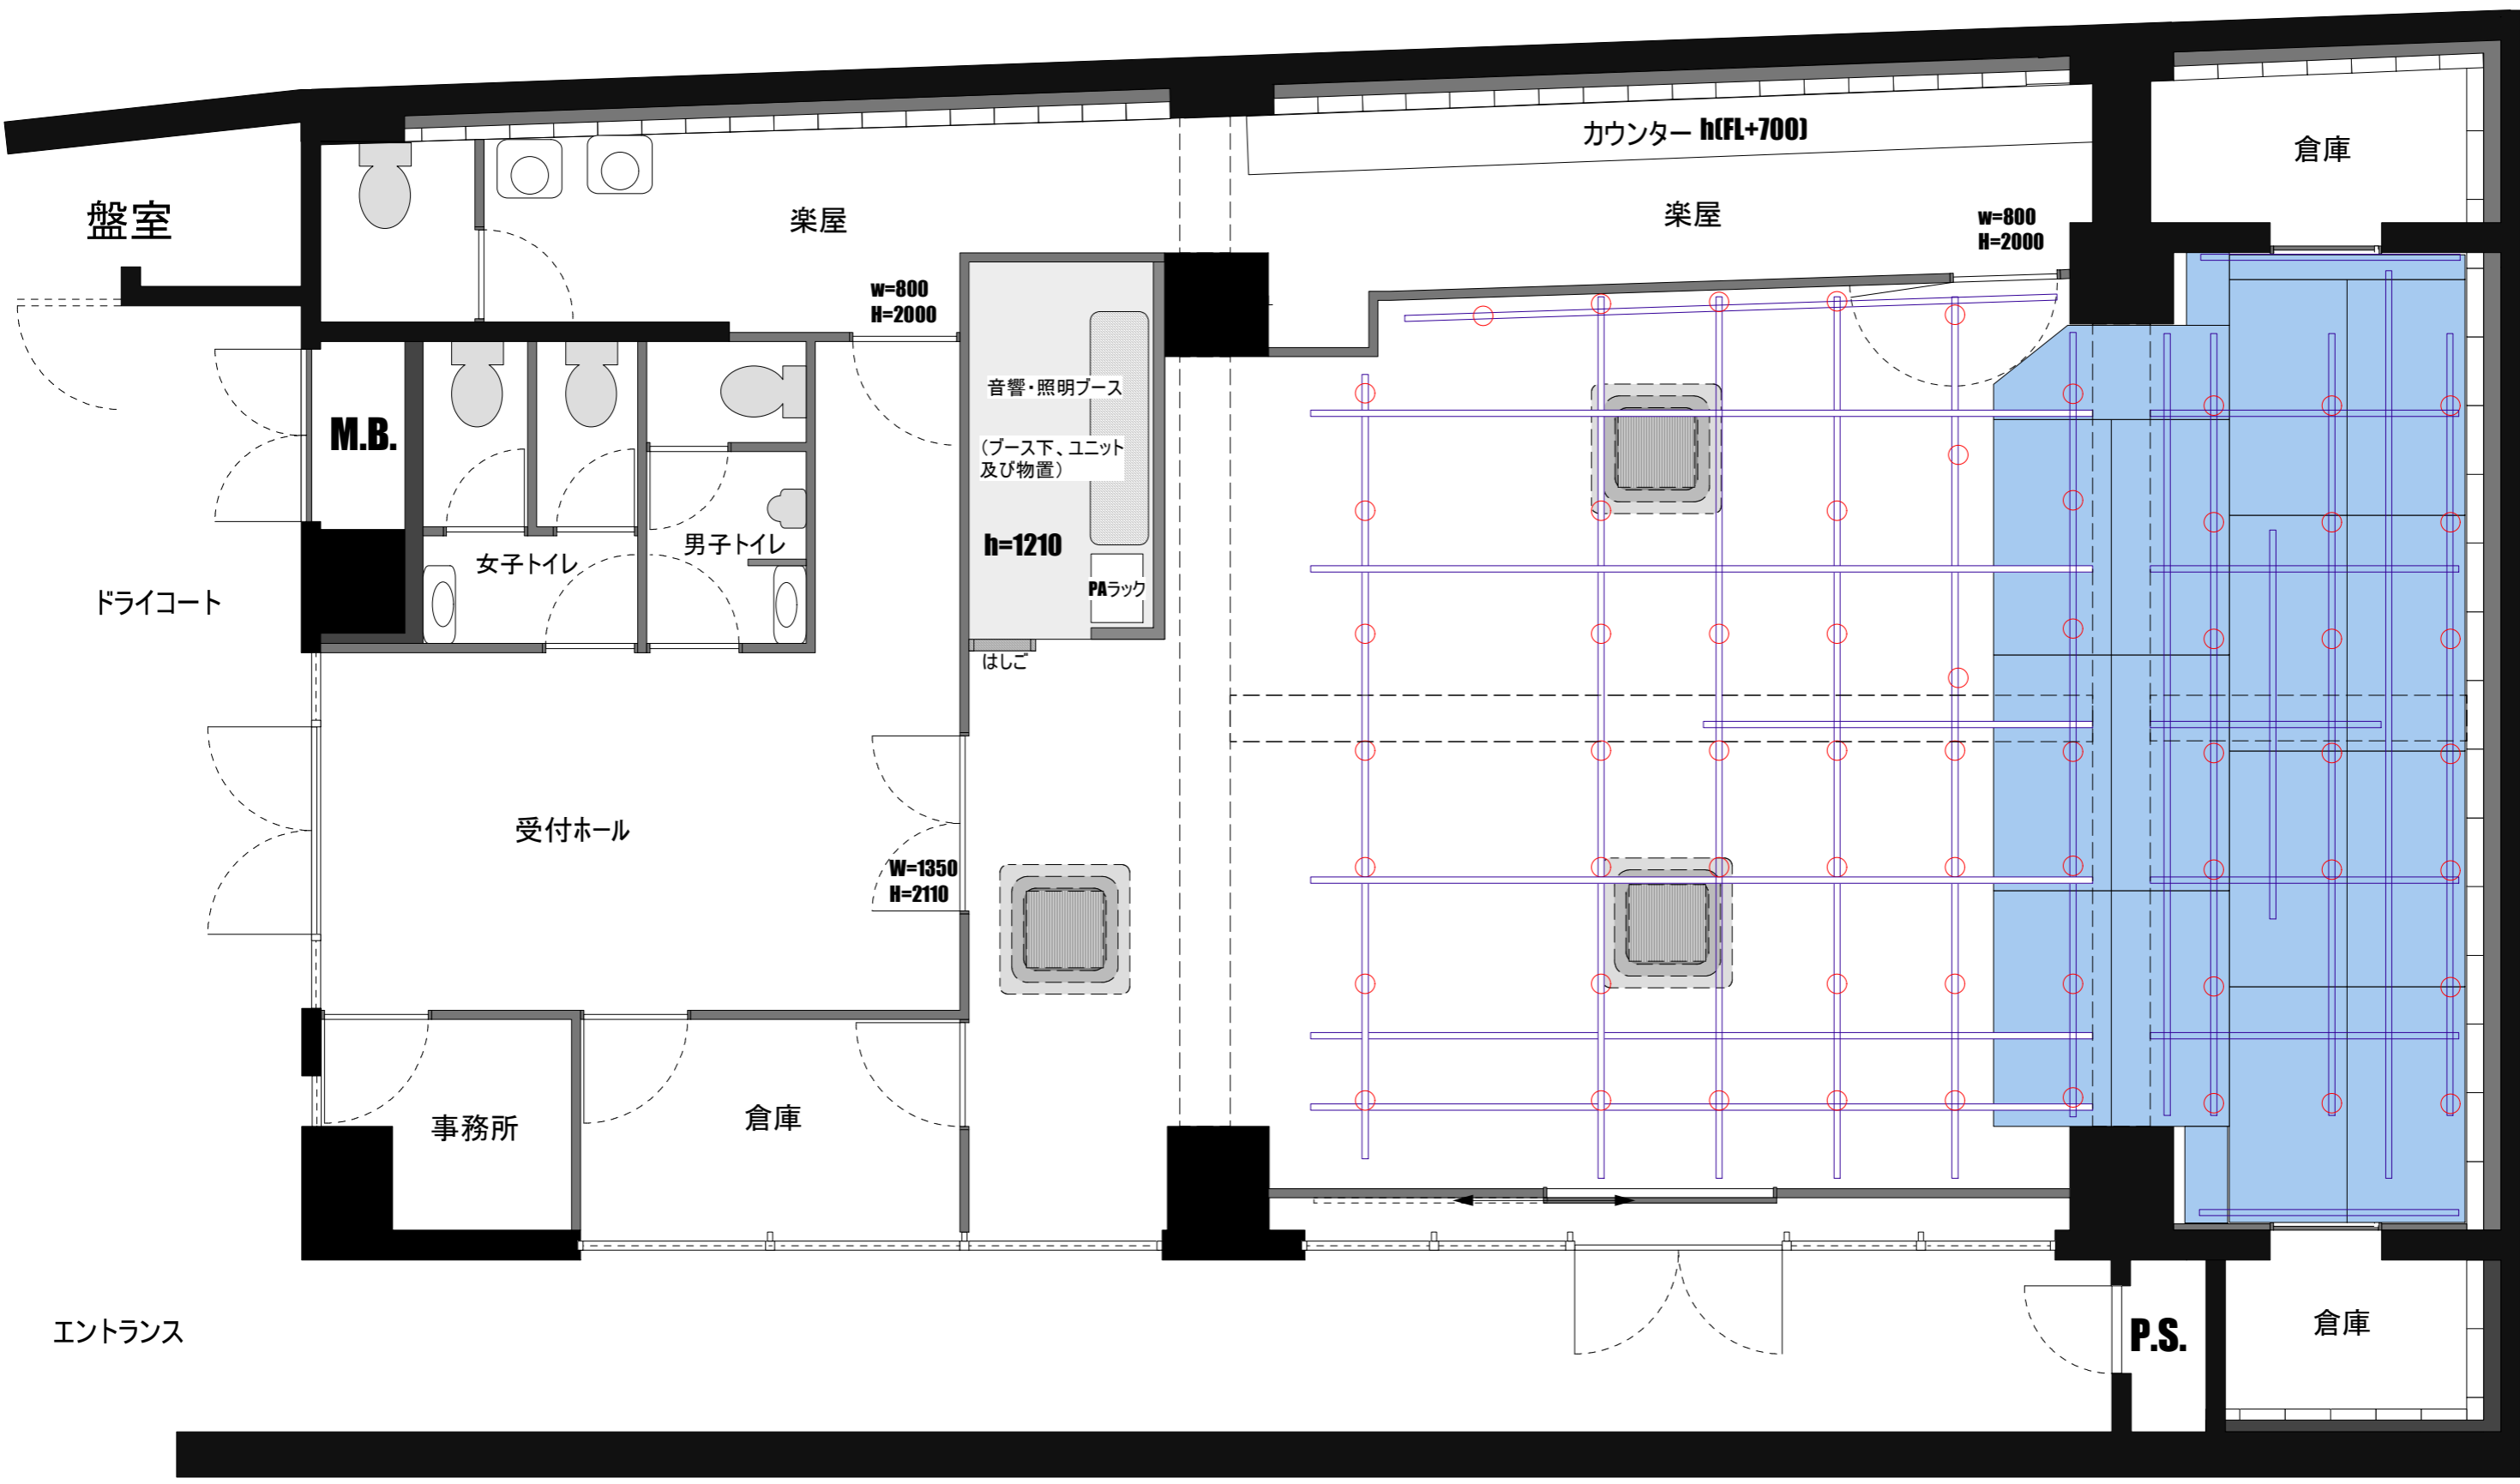 カウンター h(FL+700)
倉庫
盤室
楽屋
楽屋
w=800
H=2000
w=800
H=2000
音響・照明ブース
(ブース下、ユニット
及び物置)
M.B.
h=1210
女子トイレ
男子トイレ
PAラック
ドライコート
はしご
受付ホール
W=1350
H=2110
事務所
倉庫
エントランス
P.S.
倉庫